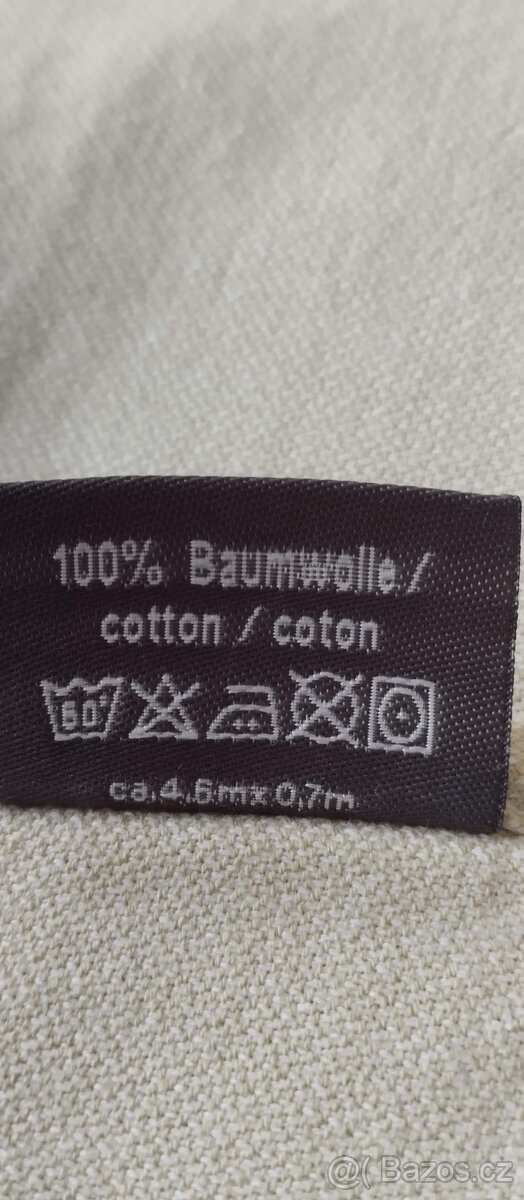 100% Baumwolle /
cotton / coton
60°
ca. 4,6m x 0,7m
@( Bazos.cz